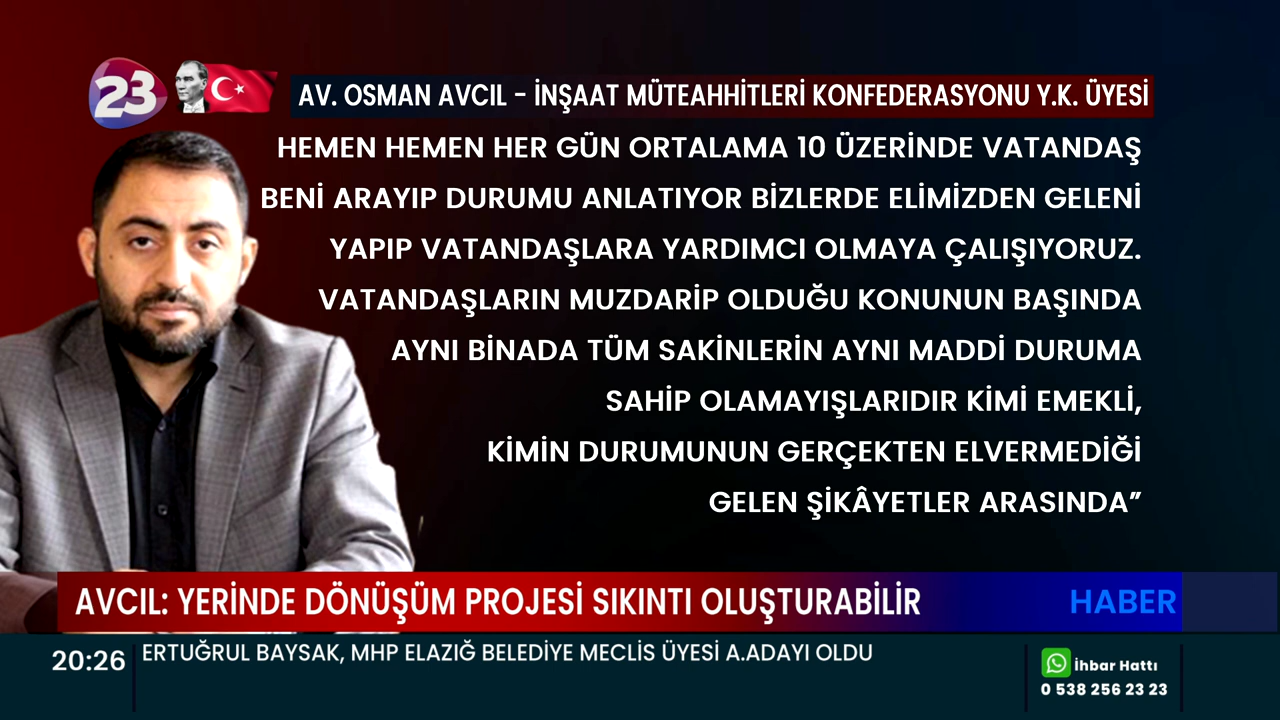 23
AV. OSMAN AVCIL - İNŞAAT MÜTEAHHİTLERİ KONFEDERASYONU Y.K. ÜYESİ
HEMEN HEMEN HER GÜN ORTALAMA 10 ÜZERİNDE VATANDAŞ
BENİ ARAYIP DURUMU ANLATIYOR BİZLERDE ELİMİZDEN GELENİ
YAPIP VATANDAŞLARA YARDIMCI OLMAYA ÇALIŞIYORUZ.
VATANDAŞLARIN MUZDARİP OLDUĞU KONUNUN BAŞINDA
AYNI BİNADA TÜM SAKİNLERİN AYNI MADDİ DURUMA
SAHİP OLAMAYIŞLARIDIR KİMİ EMEKLİ,
KİMİN DURUMUNUN GERÇEKTEN ELVERMEDİĞİ
GELEN ŞİKÂYETLER ARASINDA”
AVCIL: YERİNDE DÖNÜŞÜM PROJESİ SIKINTI OLUŞTURABİLİR
HABER
20:26
ERTUĞRUL BAYSAK, MHP ELAZIĞ BELEDİYE MECLİS ÜYESİ A.ADAYI OLDU
İhbar Hattı
0 538 256 23 23